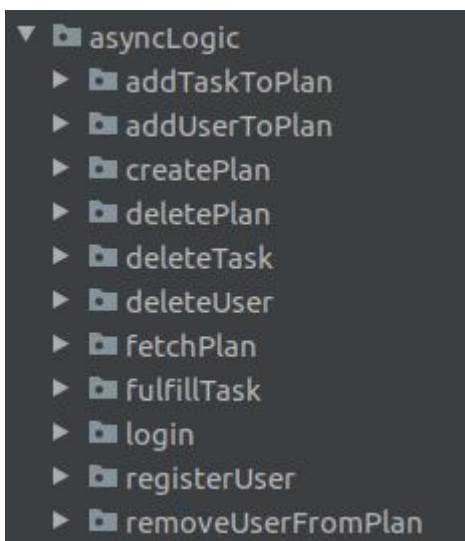 asyncLogic
addTaskToPlan
addUserToPlan
createPlan
deletePlan
deleteTask
deleteUser
fetchPlan
fulfillTask
login
registerUser
removeUserFromPlan